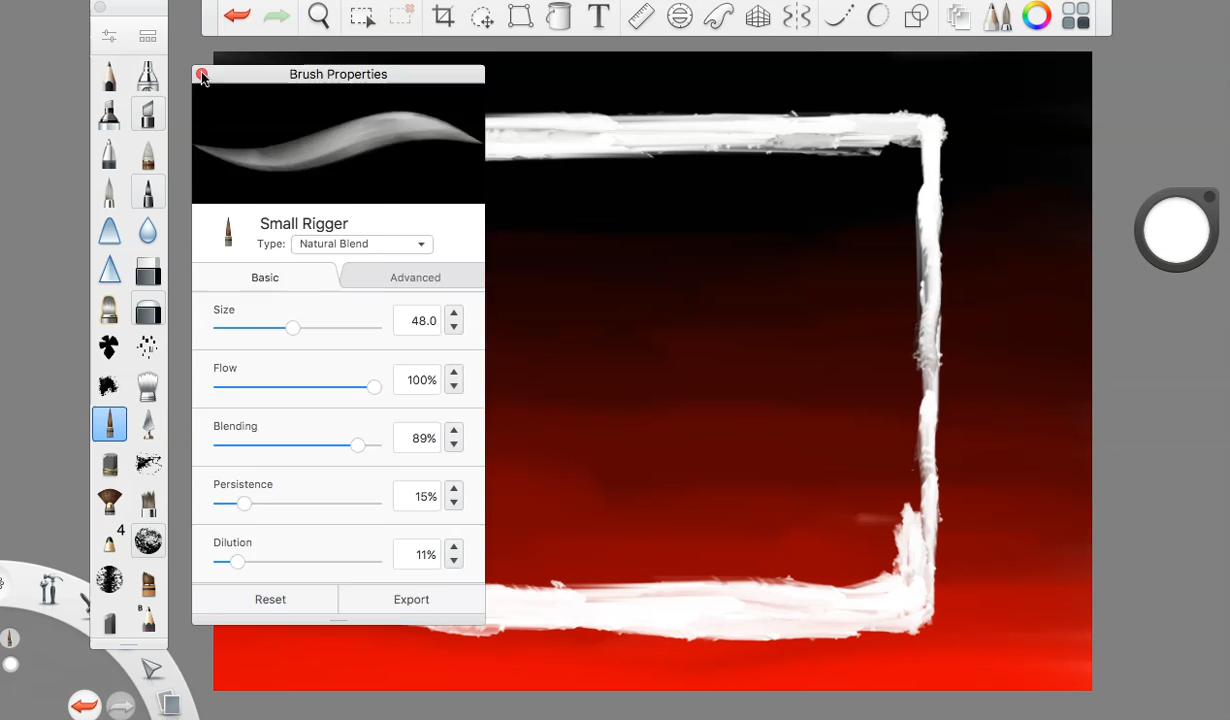 Brush Properties
Small Rigger
Type: Natural Blend
Basic Advanced
Size
48.0
Flow
100%
Blending
89%
Persistence
15%
Dilution
11%
Reset Export
4
B